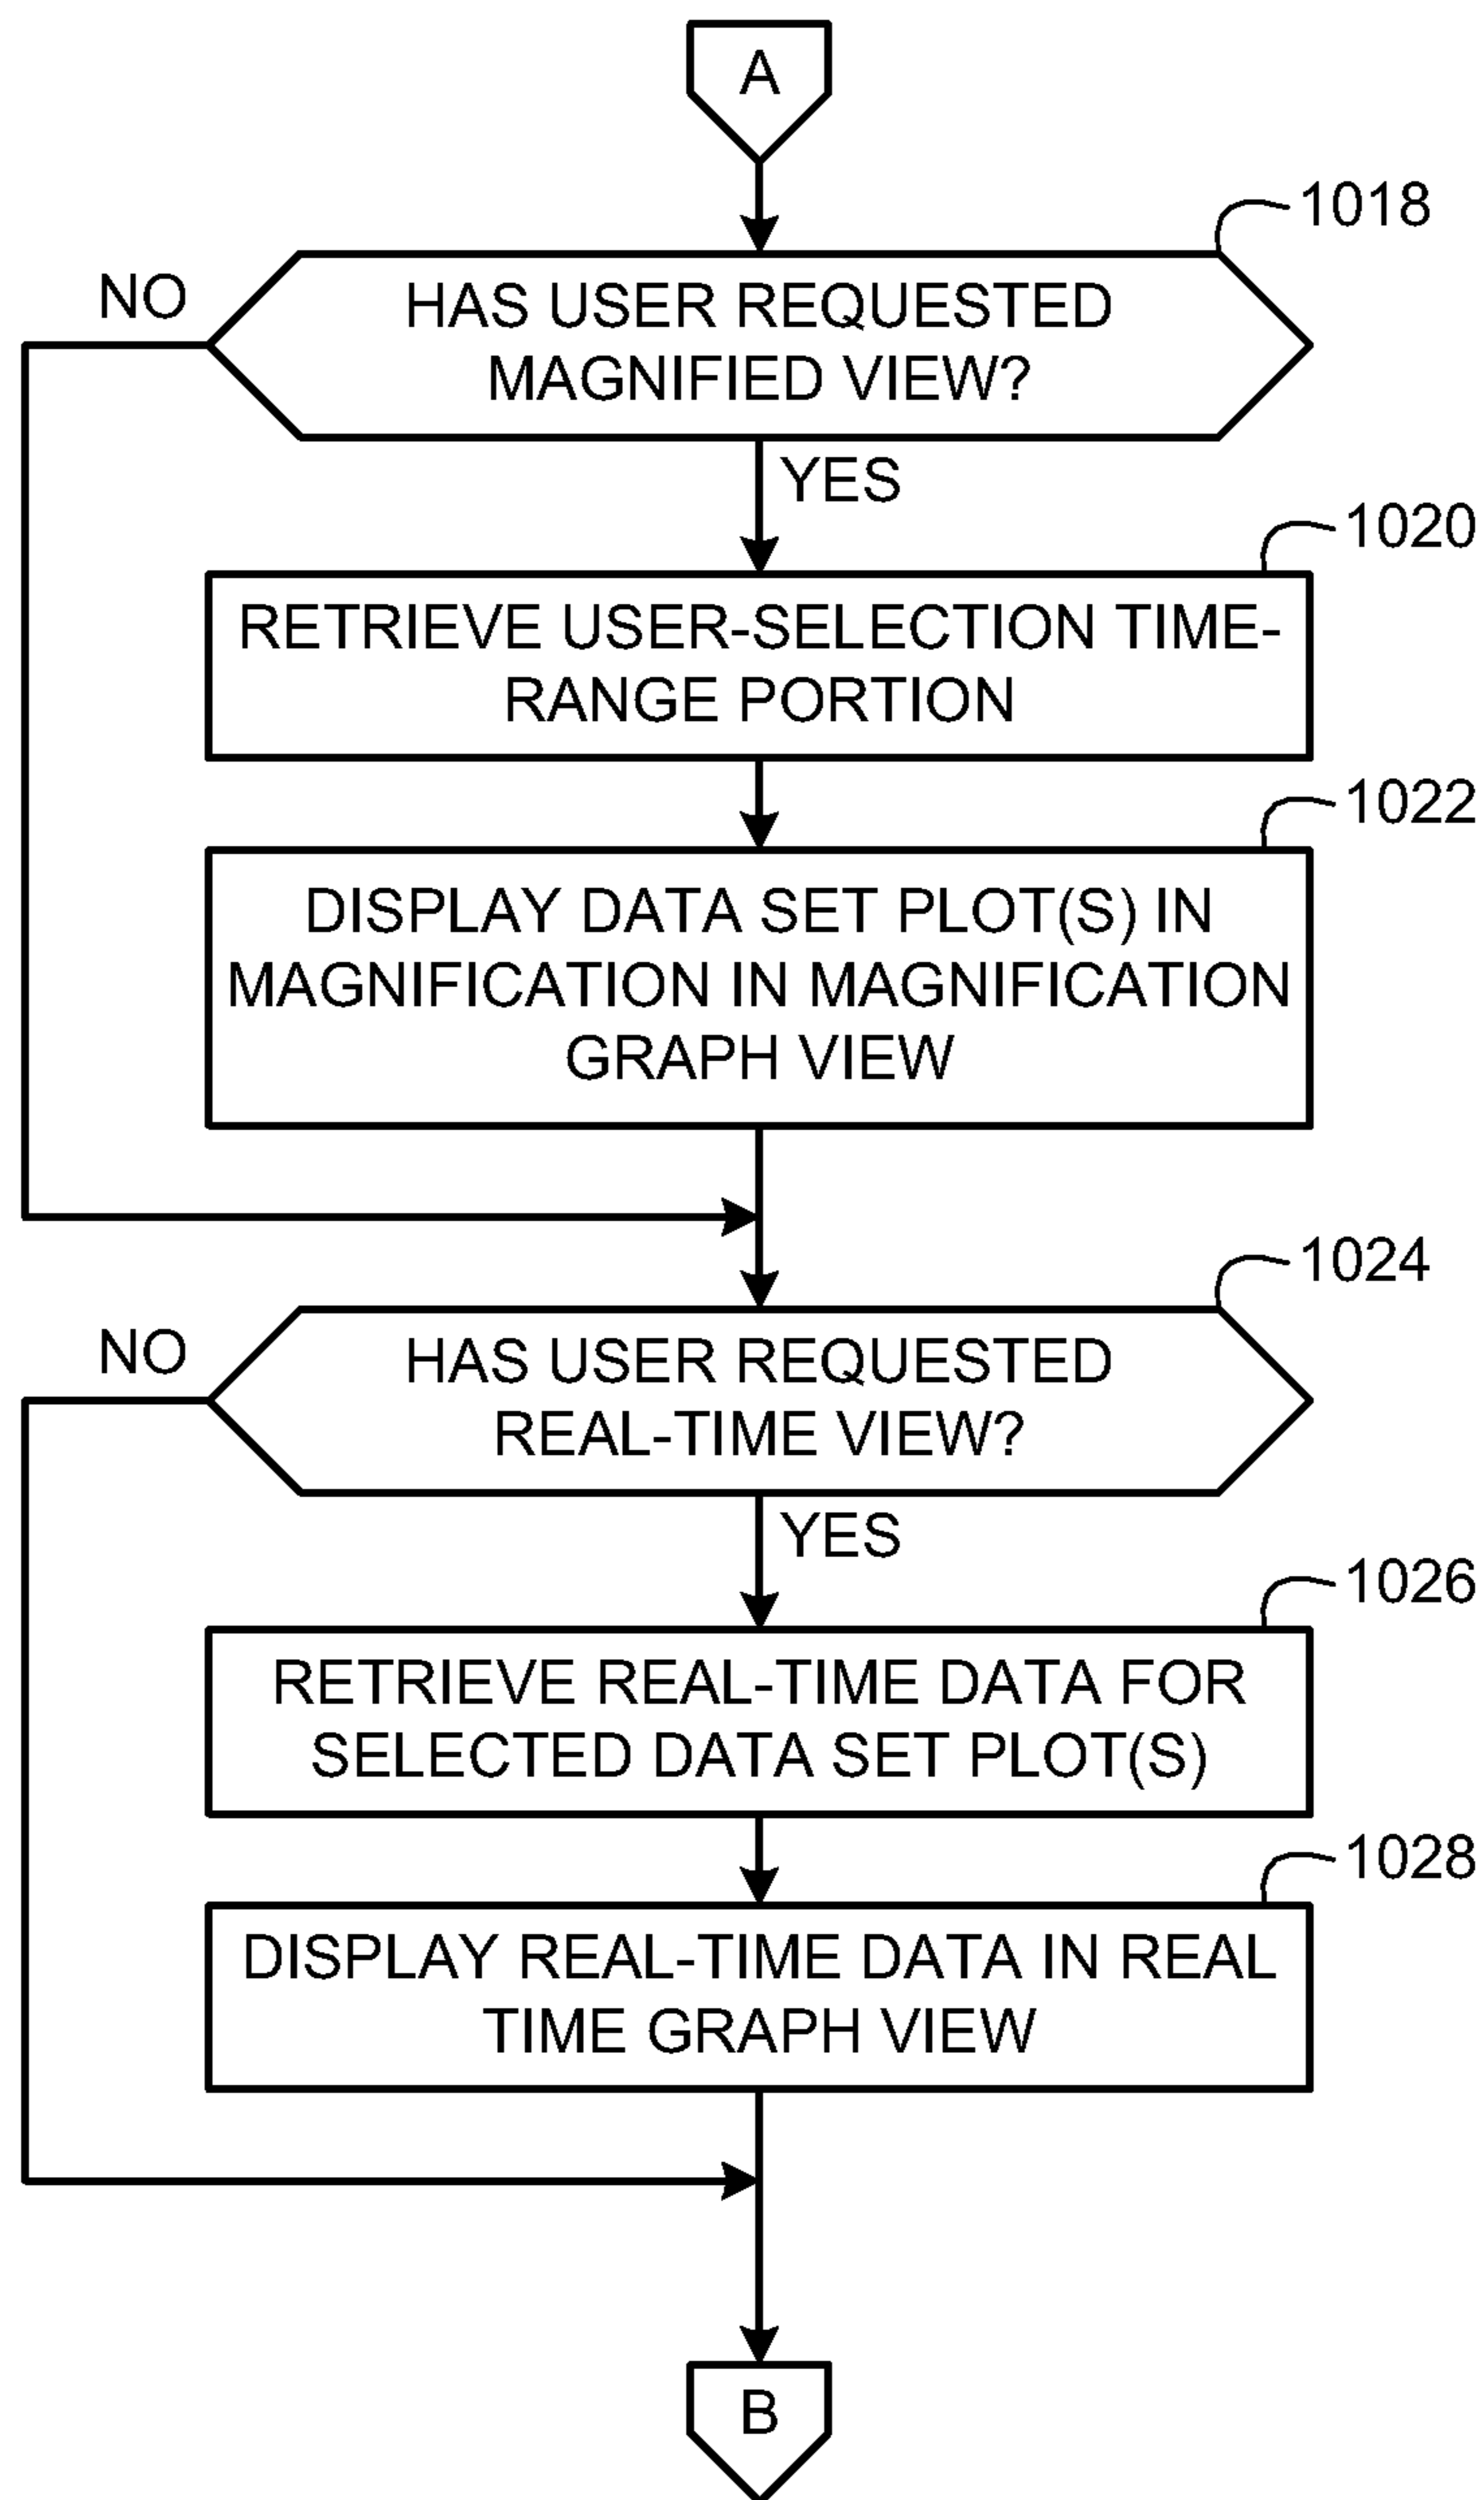 A
1018
NO
HAS USER REQUESTED
MAGNIFIED VIEW?
YES
1020
RETRIEVE USER-SELECTION TIME-
RANGE PORTION
1022
DISPLAY DATA SET PLOT(S) IN
MAGNIFICATION IN MAGNIFICATION
GRAPH VIEW
1024
NO
HAS USER REQUESTED
REAL-TIME VIEW?
YES
1026
RETRIEVE REAL-TIME DATA FOR
SELECTED DATA SET PLOT(S)
1028
DISPLAY REAL-TIME DATA IN REAL
TIME GRAPH VIEW
B